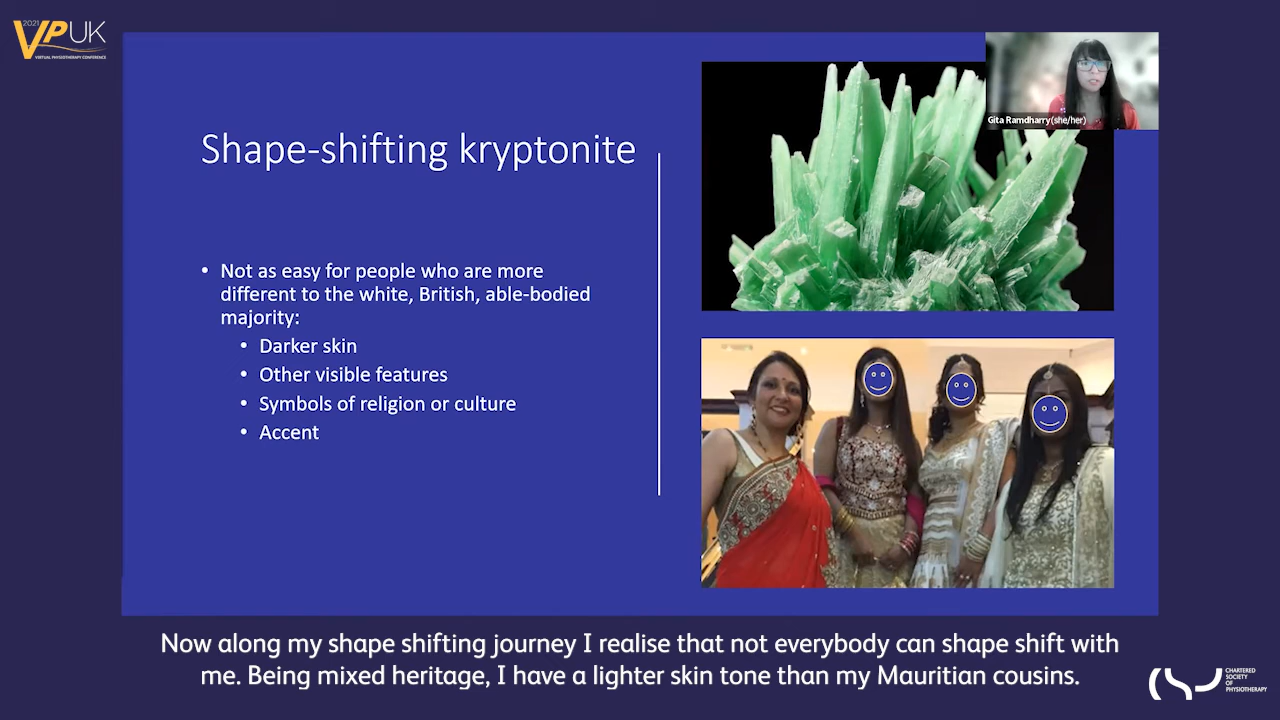 2021
VPUK
VIRTUAL PHYSIOTHERAPY CONFERENCE
Gita Ramdharry(she/her)
Shape-shifting kryptonite
• Not as easy for people who are more
different to the white, British, able-bodied
majority:
• Darker skin
• Other visible features
• Symbols of religion or culture
• Accent
Now along my shape shifting journey I realise that not everybody can shape shift with
me. Being mixed heritage, I have a lighter skin tone than my Mauritian cousins.
CHARTERED
SOCIETY
OF
PHYSIOTHERAPY